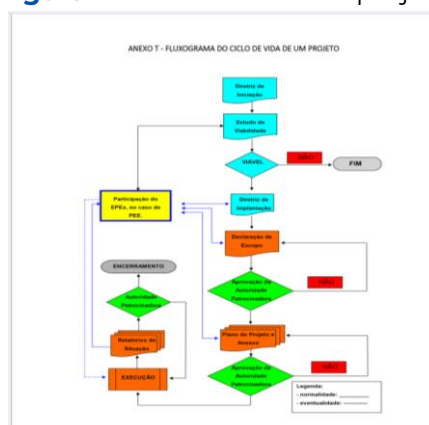 ANEXO T - FLUXOGRAMA DO CICLO DE VIDA DE UM PROJETO
Diretriz de
Iniciação
Estudo de
Viabilidade
VIÁVEL
NÃO
FIM
Participação do
EPEx, no caso de
PEE.
Diretriz de
Implantação
Declaração de
Escopo
ENCERRAMENTO
Aprovação da
Autoridade
Patrocinadora
NÃO
Autoridade
Patrocinadora
Relatórios de
Situação
Plano do Projeto e
Anexos
EXECUÇÃO
Aprovação da
Autoridade
Patrocinadora
NÃO
Legenda:
- normalidade:
- eventualidade: